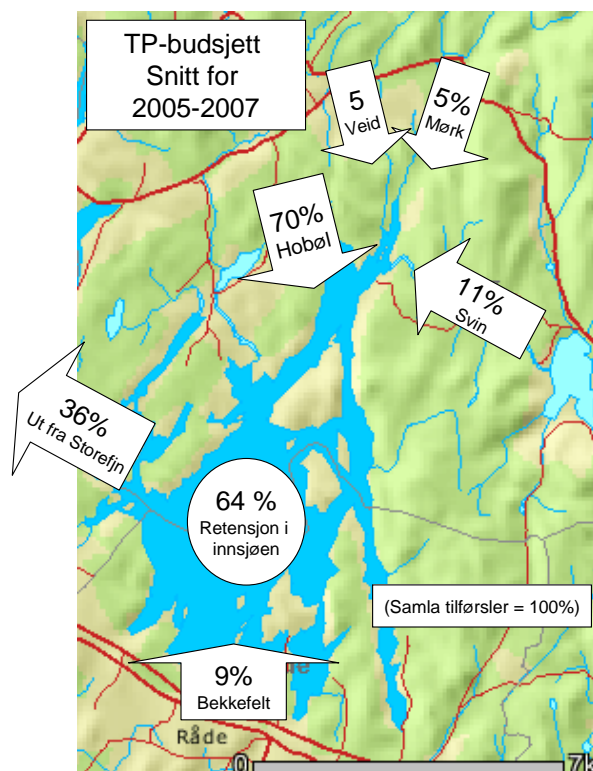 TP-budsjett
Snitt for
2005-2007
5
Veid
5%
Mørk
70%
Hobøl
11%
Svin
36%
Ut fra Storefjn
64 %
Retensjon i
innsjøen
(Samla tilførsler = 100%)
9%
Bekkefelt
Råde
0